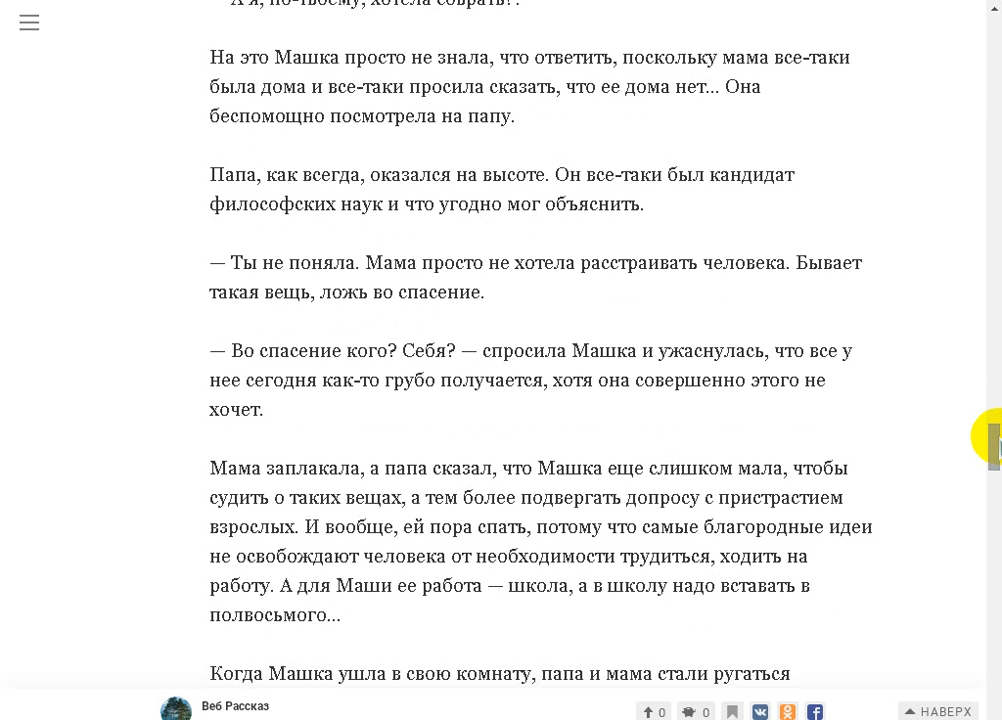 На это Машка просто не знала, что ответить, поскольку мама все-таки
была дома и все-таки просила сказать, что ее дома нет... Она
беспомощно посмотрела на папу.
Папа, как всегда, оказался на высоте. Он все-таки был кандидат
философских наук и что угодно мог объяснить.
— Ты не поняла. Мама просто не хотела расстраивать человека. Бывает
такая вещь, ложь во спасение.
— Во спасение кого? Себя? — спросила Машка и ужаснулась, что все у
нее сегодня как-то грубо получается, хотя она совершенно этого не
хочет.
Мама заплакала, а папа сказал, что Машка еще слишком мала, чтобы
судить о таких вещах, а тем более подвергать допросу с пристрастием
взрослых. И вообще, ей пора спать, потому что самые благородные идеи
не освобождают человека от необходимости трудиться, ходить на
работу. А для Маши ее работа — школа, а в школу надо вставать в
полвосьмого...
Когда Машка ушла в свою комнату, папа и мама стали ругаться
Веб Рассказ
0 0 НАВЕРХ